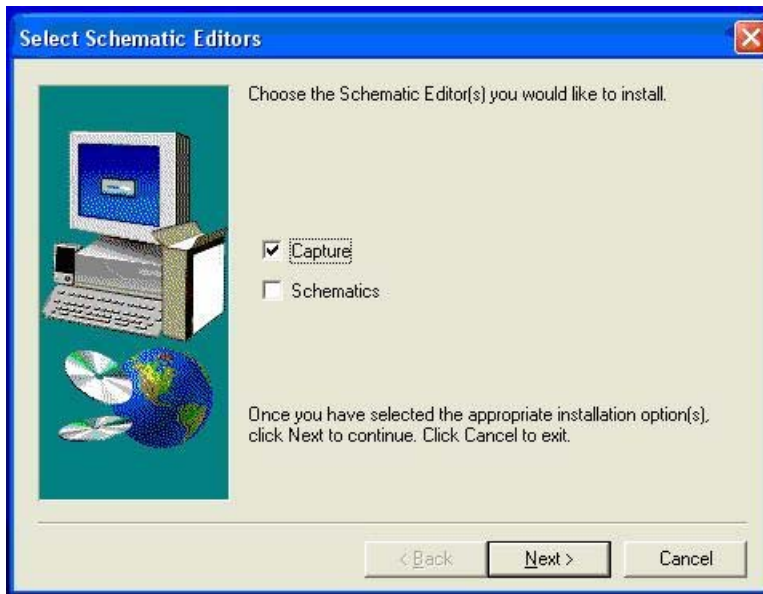 Select Schematic Editors
Choose the Schematic Editor(s) you would like to install.
Capture
Schematics
Once you have selected the appropriate installation option(s),
click Next to continue. Click Cancel to exit.
< Back
Next >
Cancel